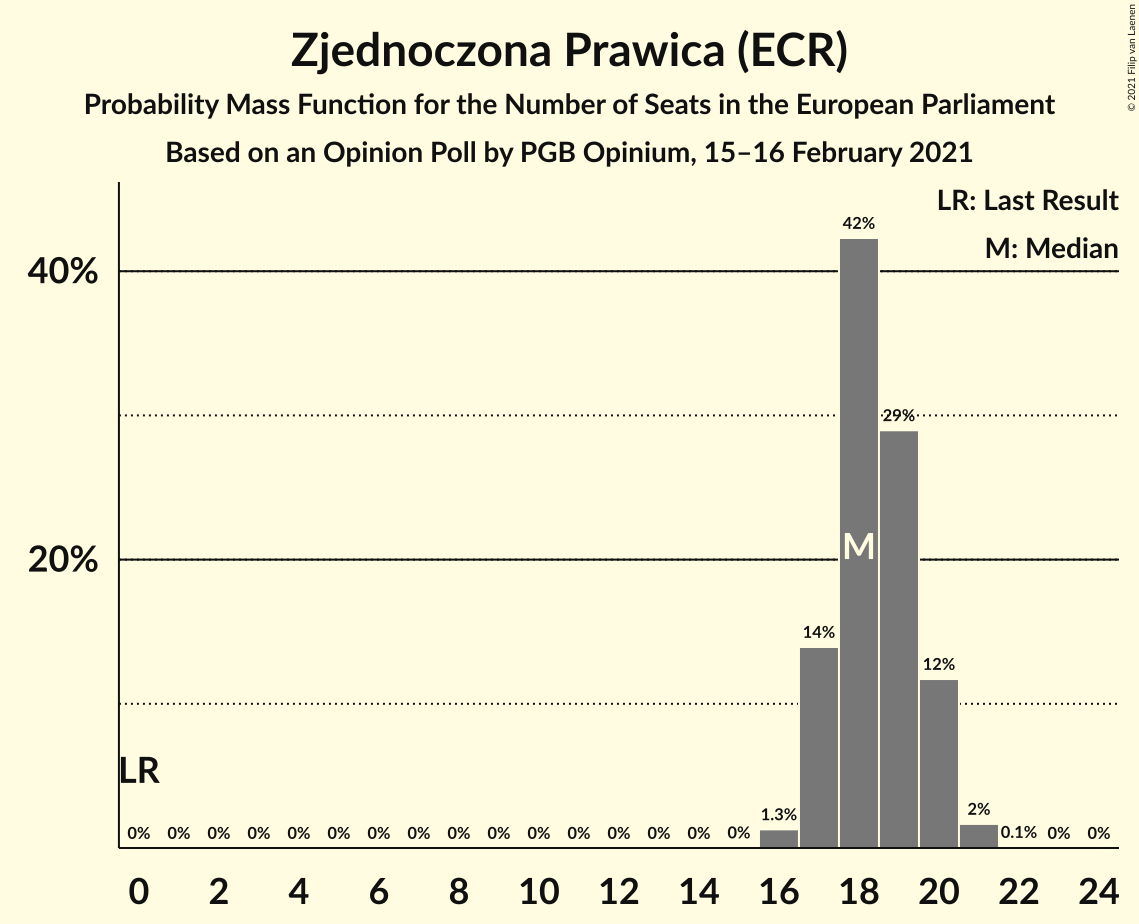 Zjednoczona Prawica (ECR)
Probability Mass Function for the Number of Seats in the European Parliament
Based on an Opinion Poll by PGB Opinium, 15–16 February 2021
© 2021 Filip van Laenen
LR: Last Result
M: Median
42%
40%
29%
20%
M
14%
12%
LR
0% 0% 0% 0% 0% 0% 0% 0% 0% 0% 0% 0% 0% 0% 0% 0% 1.3% 2% 0.1% 0% 0%
0 2 4 6 8 10 12 14 16 18 20 22 24